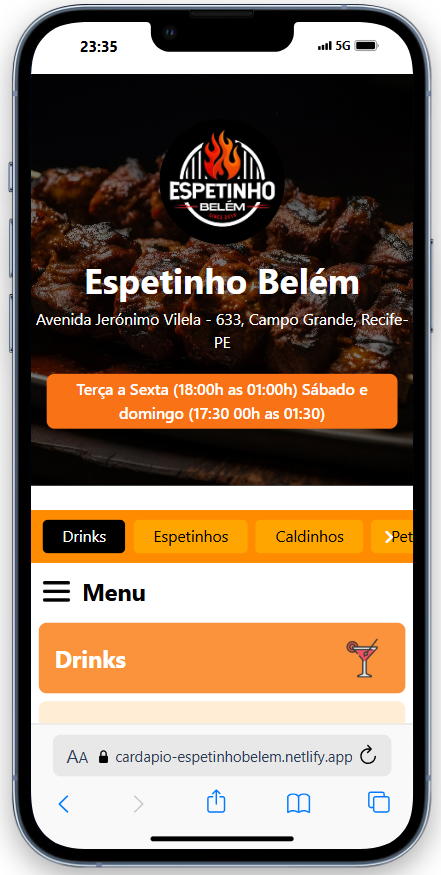 23:35
5G
ESPETINHO
BELÉM
SINCE 2018
Espetinho Belém
Avenida Jerónimo Vilela - 633, Campo Grande, Recife-
PE
Terça a Sexta (18:00h as 01:00h) Sábado e
domingo (17:30 00h as 01:30)
Drinks
Espetinhos
Caldinhos
Pet
Menu
Drinks
AA
cardapio-espetinhobelem.netlify.app